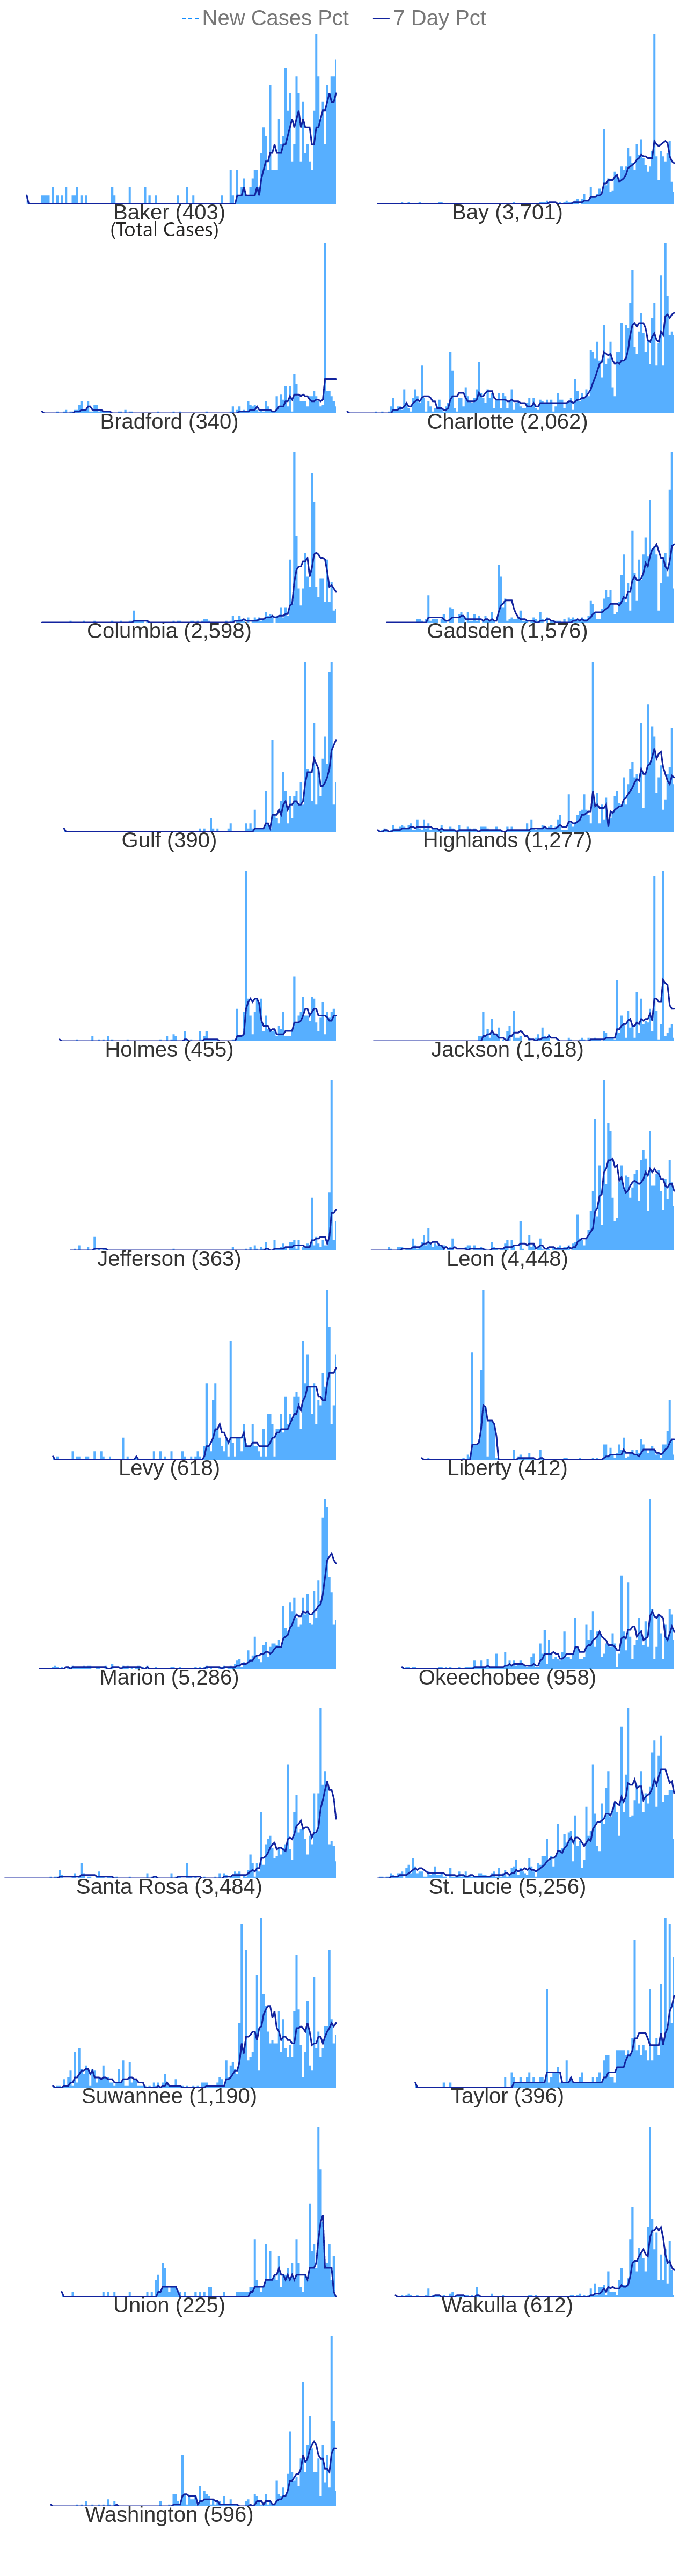 New Cases Pct 7 Day Pct
Baker (403) Bay (3,701)
(Total Cases)
Bradford (340) Charlotte (2,062)
Columbia (2,598) Gadsden (1,576)
Gulf (390) Highlands (1,277)
Holmes (455) Jackson (1,618)
Jefferson (363) Leon (4,448)
Levy (618) Liberty (412)
Marion (5,286) Okeechobee (958)
Santa Rosa (3,484) St. Lucie (5,256)
Suwannee (1,190) Taylor (396)
Union (225) Wakulla (612)
Washington (596)